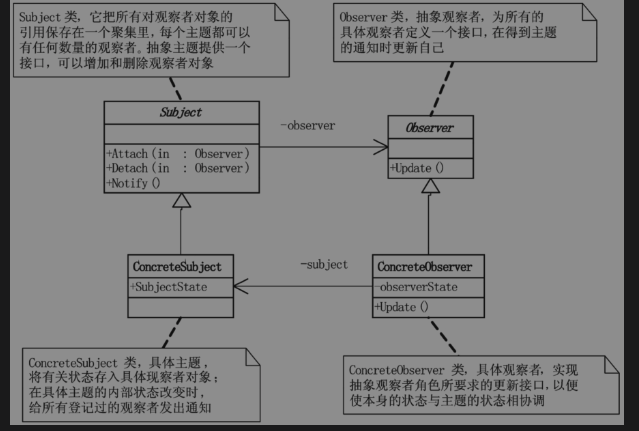 Subject 类，它把所有对观察者对象的
引用保存在一个聚集里，每个主题都可以
有任何数量的观察者。抽象主题提供一个
接口，可以增加和删除观察者对象
Observer 类，抽象观察者，为所有的
具体观察者定义一个接口，在得到主题
的通知时更新自己
Subject
-observer
Observer
+Attach(in : Observer)
+Detach(in : Observer)
+Notify()
+Update()
ConcreteSubject
+SubjectState
-subject
ConcreteObserver
-observerState
+Update()
ConcreteSubject 类，具体主题，
将有关状态存入具体现察者对象；
在具体主题的内部状态改变时，
给所有登记过的观察者发出通知
ConcreteObserver 类，具体观察者，实现
抽象观察者角色所要求的更新接口，以便
使本身的状态与主题的状态相协调